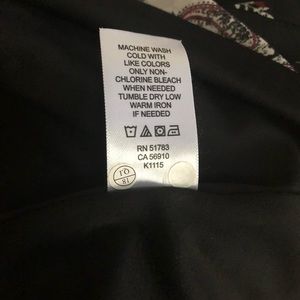 MACHINE WASH
COLD WITH
LIKE COLORS
ONLY NON-
CHLORINE BLEACH
WHEN NEEDED
TUMBLE DRY LOW
WARM IRON
IF NEEDED
RN 51783
CA 56910
K1115